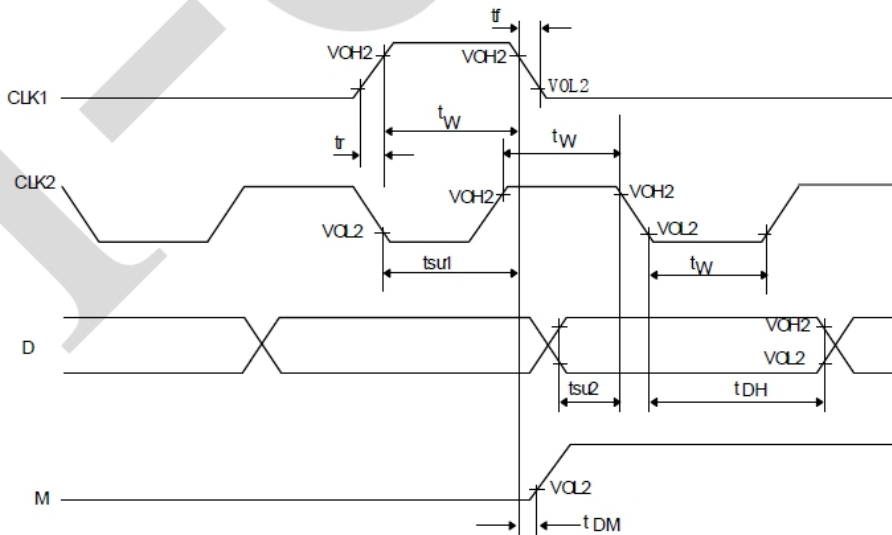 tf
VOH2
VOH2
VOL2
CLK1
tW
tr
tW
CLK2
VOH2
VOH2
VOL2
VOL2
tsu1
tW
D
VOH2
VOL2
tsu2
tDH
M
VOL2
tDM